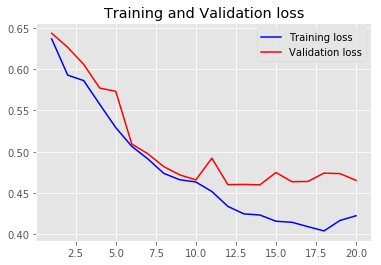 Training and Validation loss
Training loss
Validation loss
0.65
0.60
0.55
0.50
0.45
0.40
2.5 5.0 7.5 10.0 12.5 15.0 17.5 20.0